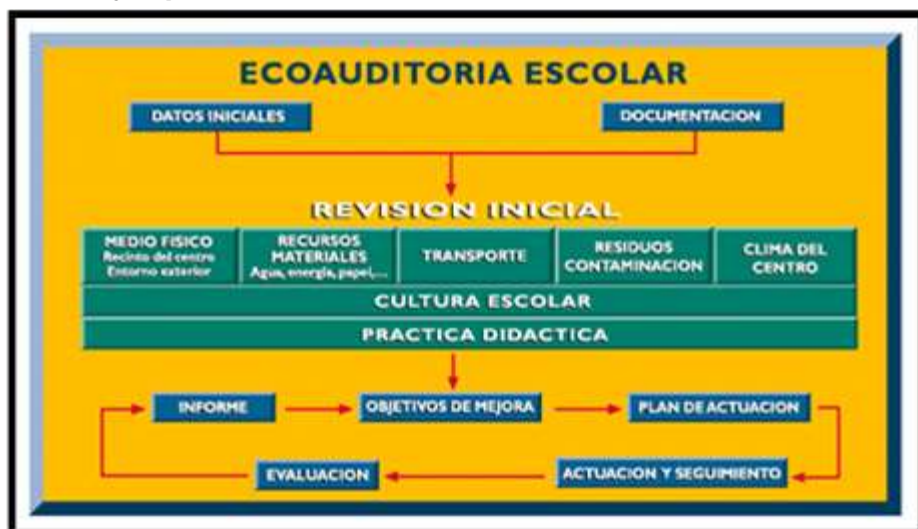 ECOAUDITORIA ESCOLAR
DATOS INICIALES
DOCUMENTACION
REVISION INICIAL
MEDIO FISICO
Recinto del centro
Entorno exterior
RECURSOS
MATERIALES
Agua, energía, papel,...
TRANSPORTE
RESIDUOS
CONTAMINACION
CLIMA DEL
CENTRO
CULTURA ESCOLAR
PRACTICA DIDACTICA
INFORME
OBJETIVOS DE MEJORA
PLAN DE ACTUACION
EVALUACION
ACTUACION Y SEGUIMIENTO